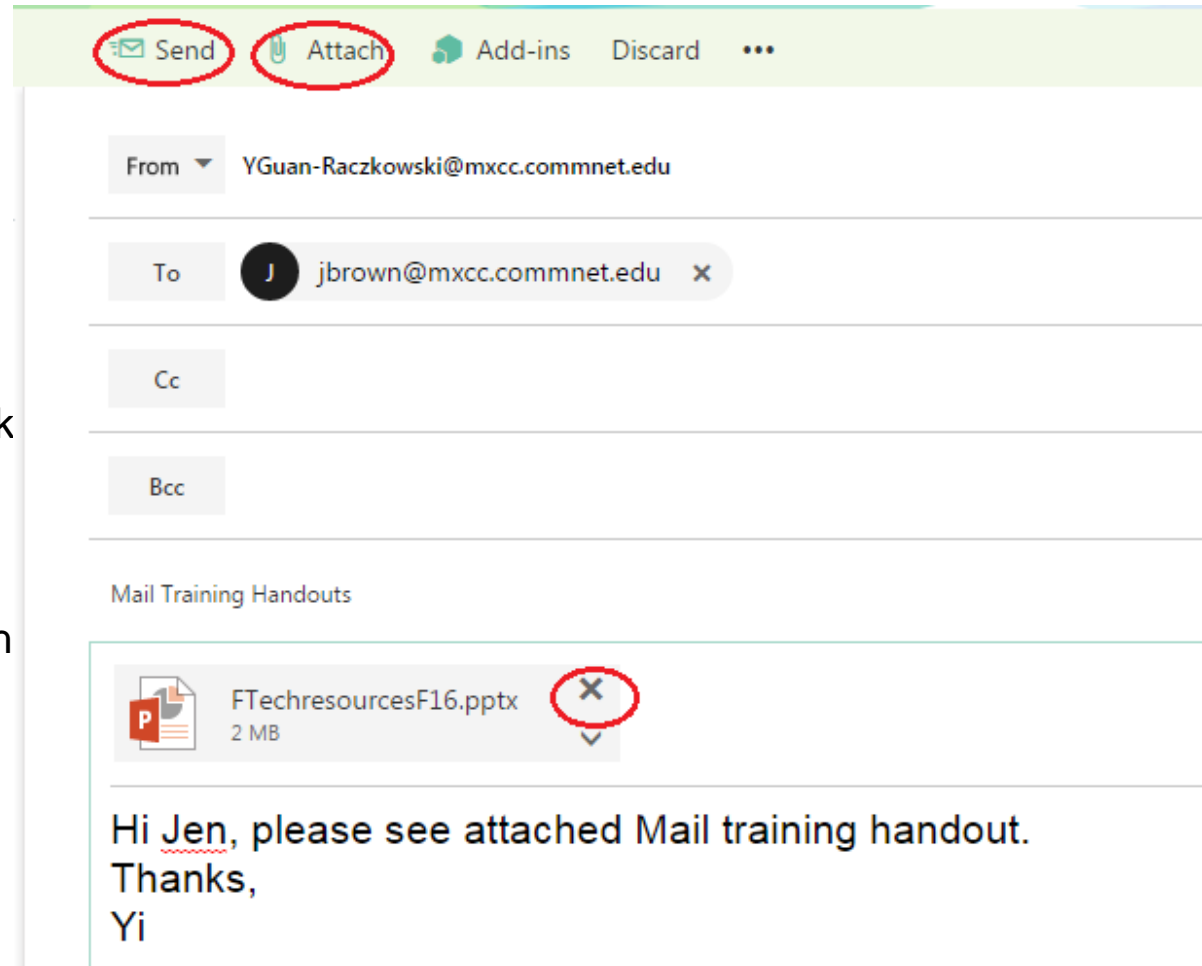 Send Attach Add-ins Discard •••
From YGuan-Raczkowski@mxcc.commnet.edu
To J jbrown@mxcc.commnet.edu ×
Cc
k
Bcc
Mail Training Handouts
n
P FTechresourcesF16.pptx
2 MB
Hi Jen, please see attached Mail training handout.
Thanks,
Yi